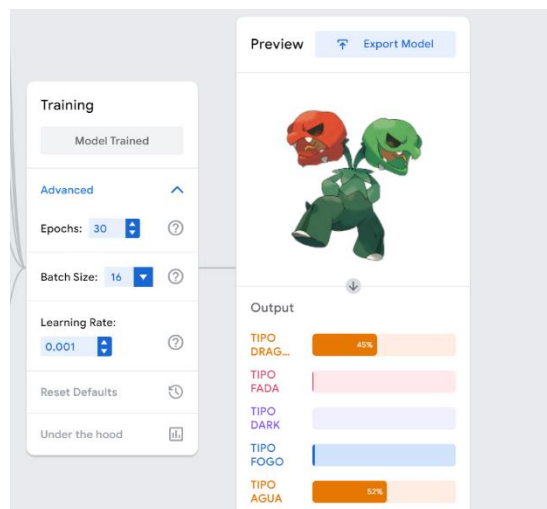 Training
Model Trained
Advanced
Epochs: 30
Batch Size: 16
Learning Rate:
0,001
Reset Defaults
Under the hood
Preview
Export Model
Output
TIPO
DRAG...
45%
TIPO
FADA
TIPO
DARK
TIPO
FOGO
TIPO
AGUA
52%